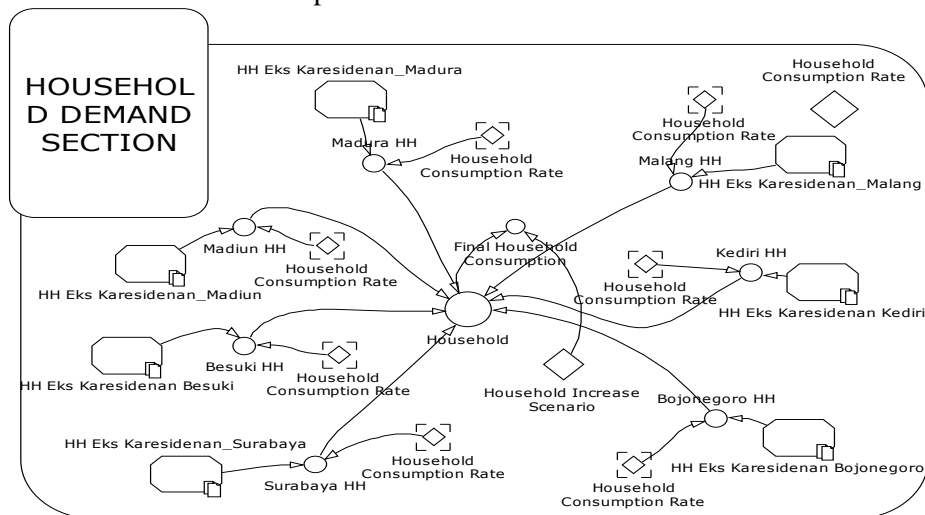 HOUSEHOL
D DEMAND
SECTION
HH Eks Karesidenan_Madura
Madura HH
Household
Consumption Rate
Household
Consumption Rate
Malang HH
Household
Consumption Rate
HH Eks Karesidenan_Malang
Madiun HH
Household
Consumption Rate
HH Eks Karesidenan_Madiun
Final Household
Consumption
Kediri HH
Household
Consumption Rate
HH Eks Karesidenan Kediri
Household
Besuki HH
Household
Consumption Rate
HH Eks Karesidenan Besuki
Household Increase
Scenario
Bojonegoro HH
HH Eks Karesidenan_Surabaya
Household
Consumption Rate
Surabaya HH
HH Eks Karesidenan Bojonegoro
Household
Consumption Rate